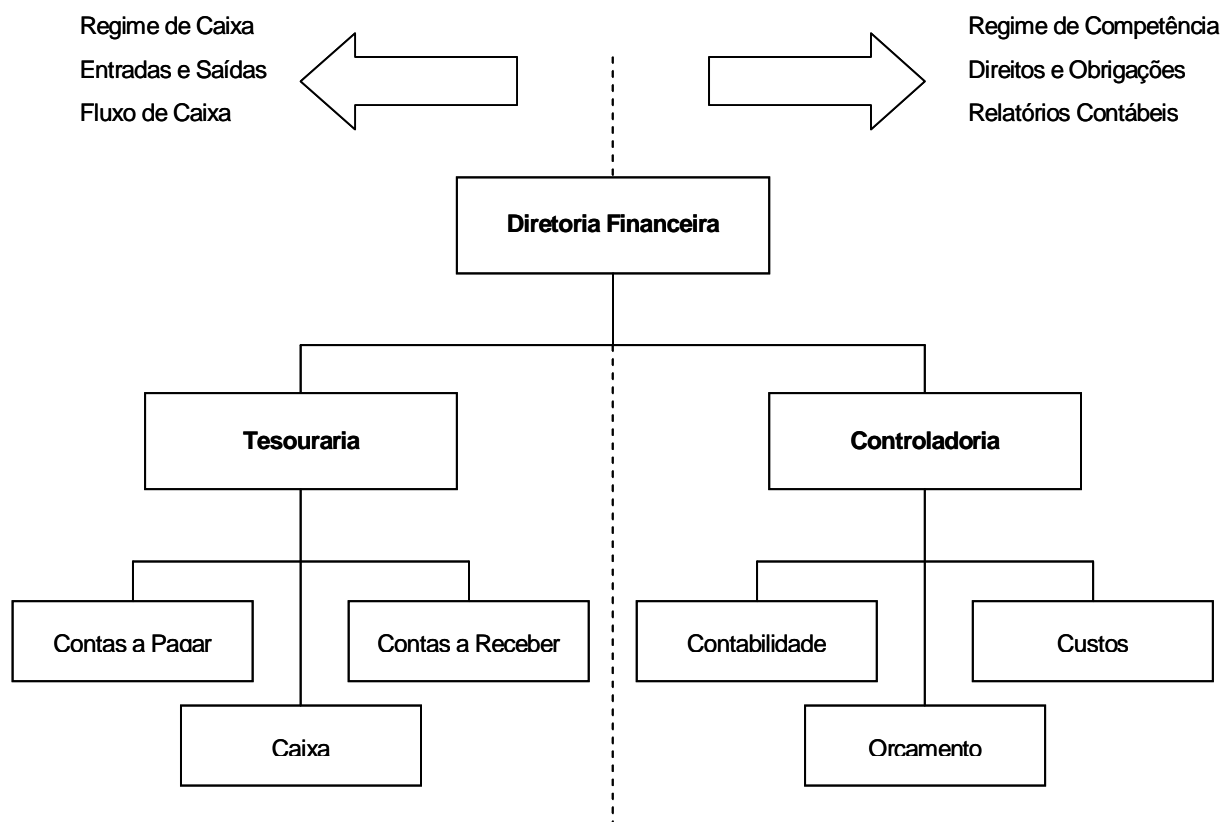 Regime de Caixa
Entradas e Saídas
Fluxo de Caixa
Regime de Competência
Direitos e Obrigações
Relatórios Contábeis
Diretoria Financeira
Tesouraria
Controladoria
Contas a Pagar
Contas a Receber
Contabilidade
Custos
Caixa
Orçamento